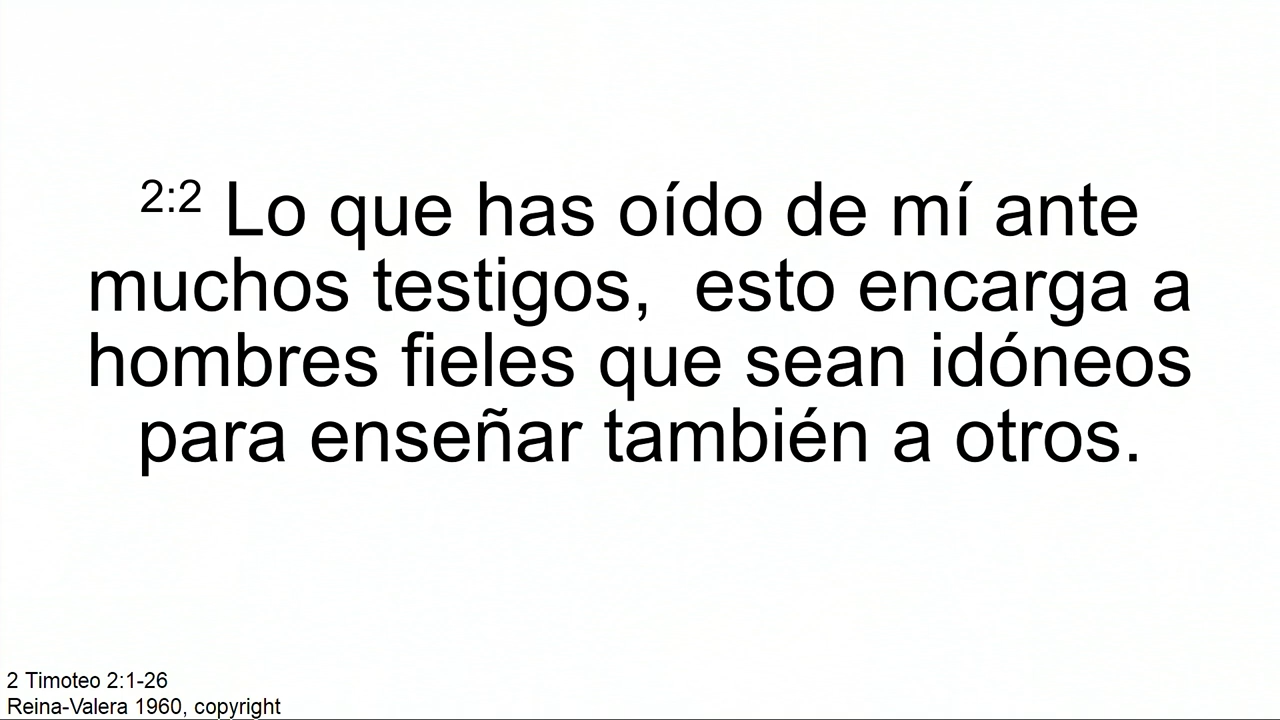 2:2 Lo que has oído de mí ante
muchos testigos,  esto encarga a
hombres fieles que sean idóneos
para enseñar también a otros.
2 Timoteo 2:1-26
Reina-Valera 1960, copyright